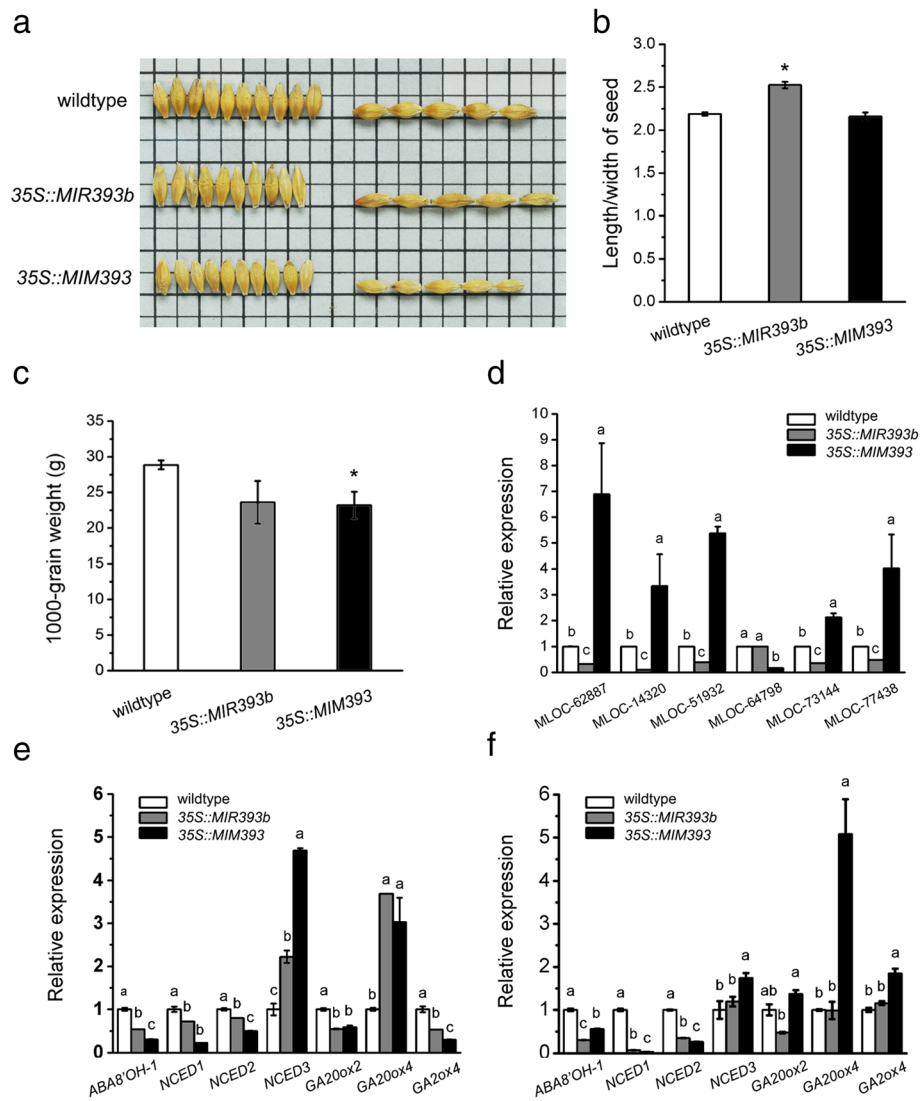 a
wildtype
35S::MIR393b
35S::MIM393
b
Length/width of seed
3.0
2.5
2.0
1.5
1.0
0.5
0.0
*
wildtype
35S::MIR393b
35S::MIM393
c
1000-grain weight (g)
35
30
25
20
15
10
5
0
*
wildtype
35S::MIR393b
35S::MIM393
d
Relative expression
10
9
8
7
6
5
4
3
2
1
0
wildtype
35S::MIR393b
35S::MIM393
b c a
b c a
b c a
a a b
b c a
b c a
MLOC-62887
MLOC-14320
MLOC-51932
MLOC-64798
MLOC-73144
MLOC-77438
e
Relative expression
6
5
4
3
2
1
0
wildtype
35S::MIR393b
35S::MIM393
a b c
a b b
a b c
c b a
a b b
b a a
a b c
ABA8'OH-1
NCED1
NCED2
NCED3
GA20ox2
GA20ox4
GA2ox4
f
Relative expression
6
5
4
3
2
1
0
wildtype
35S::MIR393b
35S::MIM393
a c b
a b c
a b c
b b a
ab b a
b b a
b b a
ABA8'OH-1
NCED1
NCED2
NCED3
GA20ox2
GA20ox4
GA2ox4